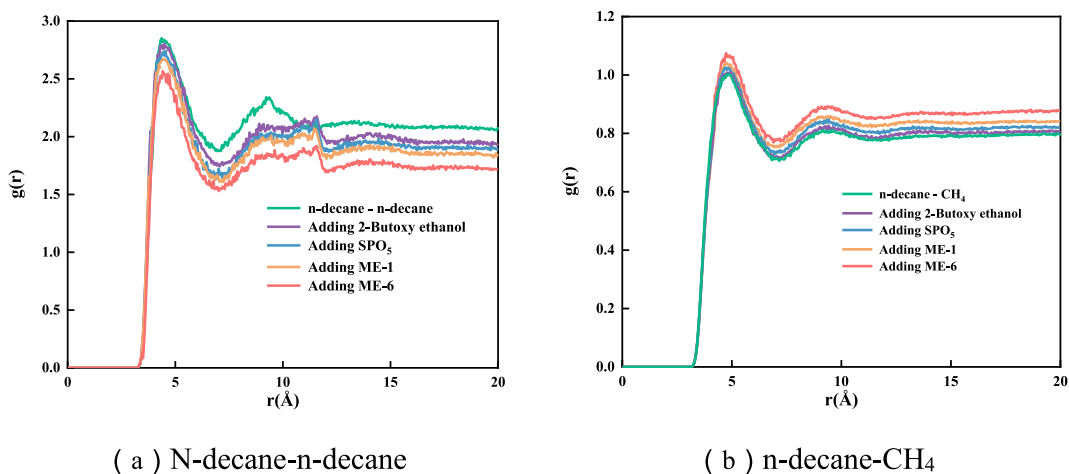 3.0
2.5
2.0
1.5
1.0
0.5
0.0
g(r)
n-decane - n-decane
Adding 2-Butoxy ethanol
Adding SPO₅
Adding ME-1
Adding ME-6
0 5 10 15 20
r(Å)
( a ) N-decane-n-decane
1.2
1.0
0.8
0.6
0.4
0.2
0.0
g(r)
n-decane - CH₄
Adding 2-Butoxy ethanol
Adding SPO₅
Adding ME-1
Adding ME-6
0 5 10 15 20
r(Å)
( b ) n-decane-CH₄